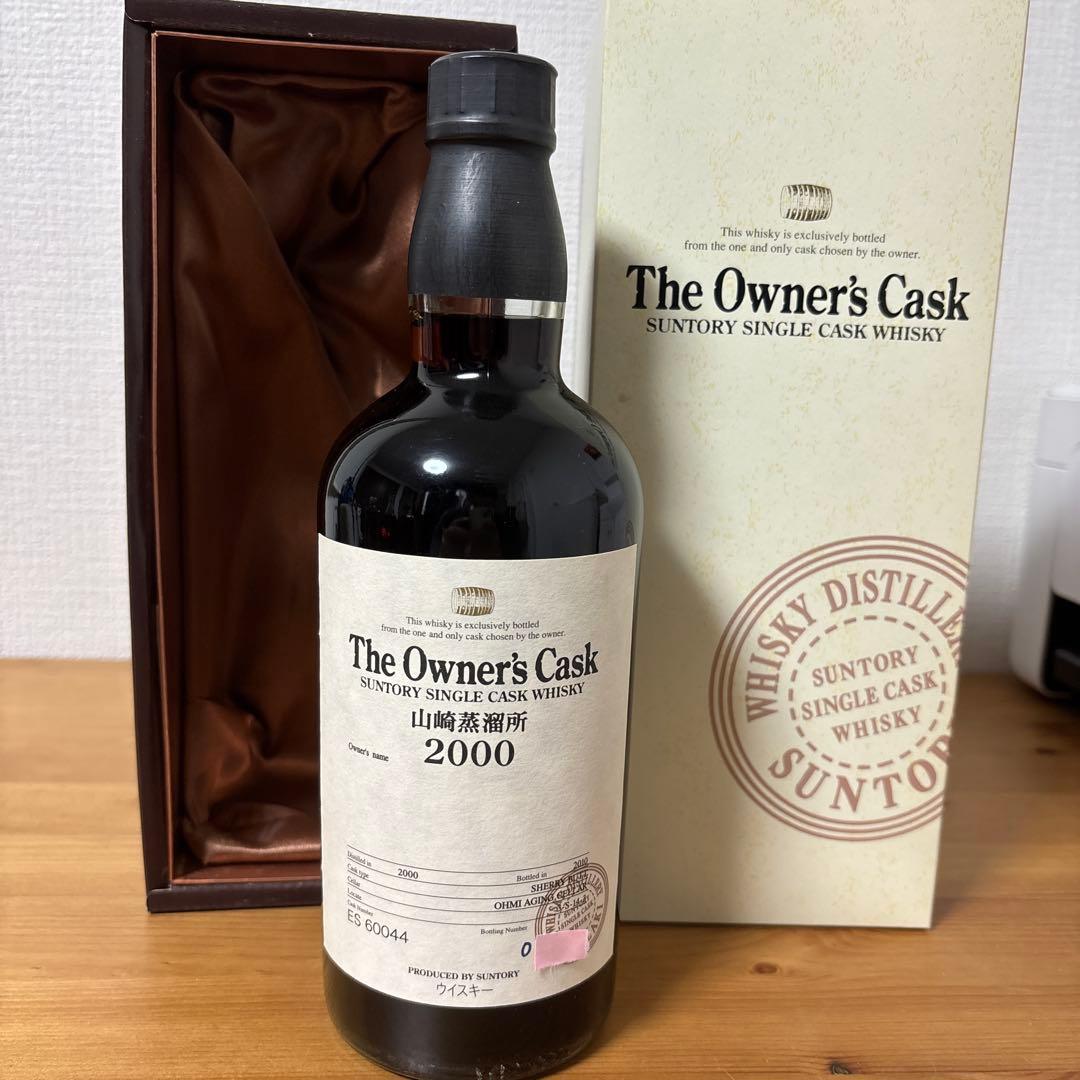 This whisky is exclusively bottled
from the one and only cask chosen by the owner.
The Owner's Cask
SUNTORY SINGLE CASK WHISKY
WHISKY DISTILLERY
SUNTORY
SINGLE CASK
WHISKY
SUNTOR
This whisky is exclusively bottled
from the one and only cask chosen by the owner.
The Owner's Cask
SUNTORY SINGLE CASK WHISKY
山崎蒸溜所
Owner's name 2000
Distilled in 2000 Bottled in 2010
Cask type SHERRY BUTT
Cellar OHMI AGING CELLAR
Locate
Cask Number ES 60044
Bottling Number 0
PRODUCED BY SUNTORY
ウイスキー